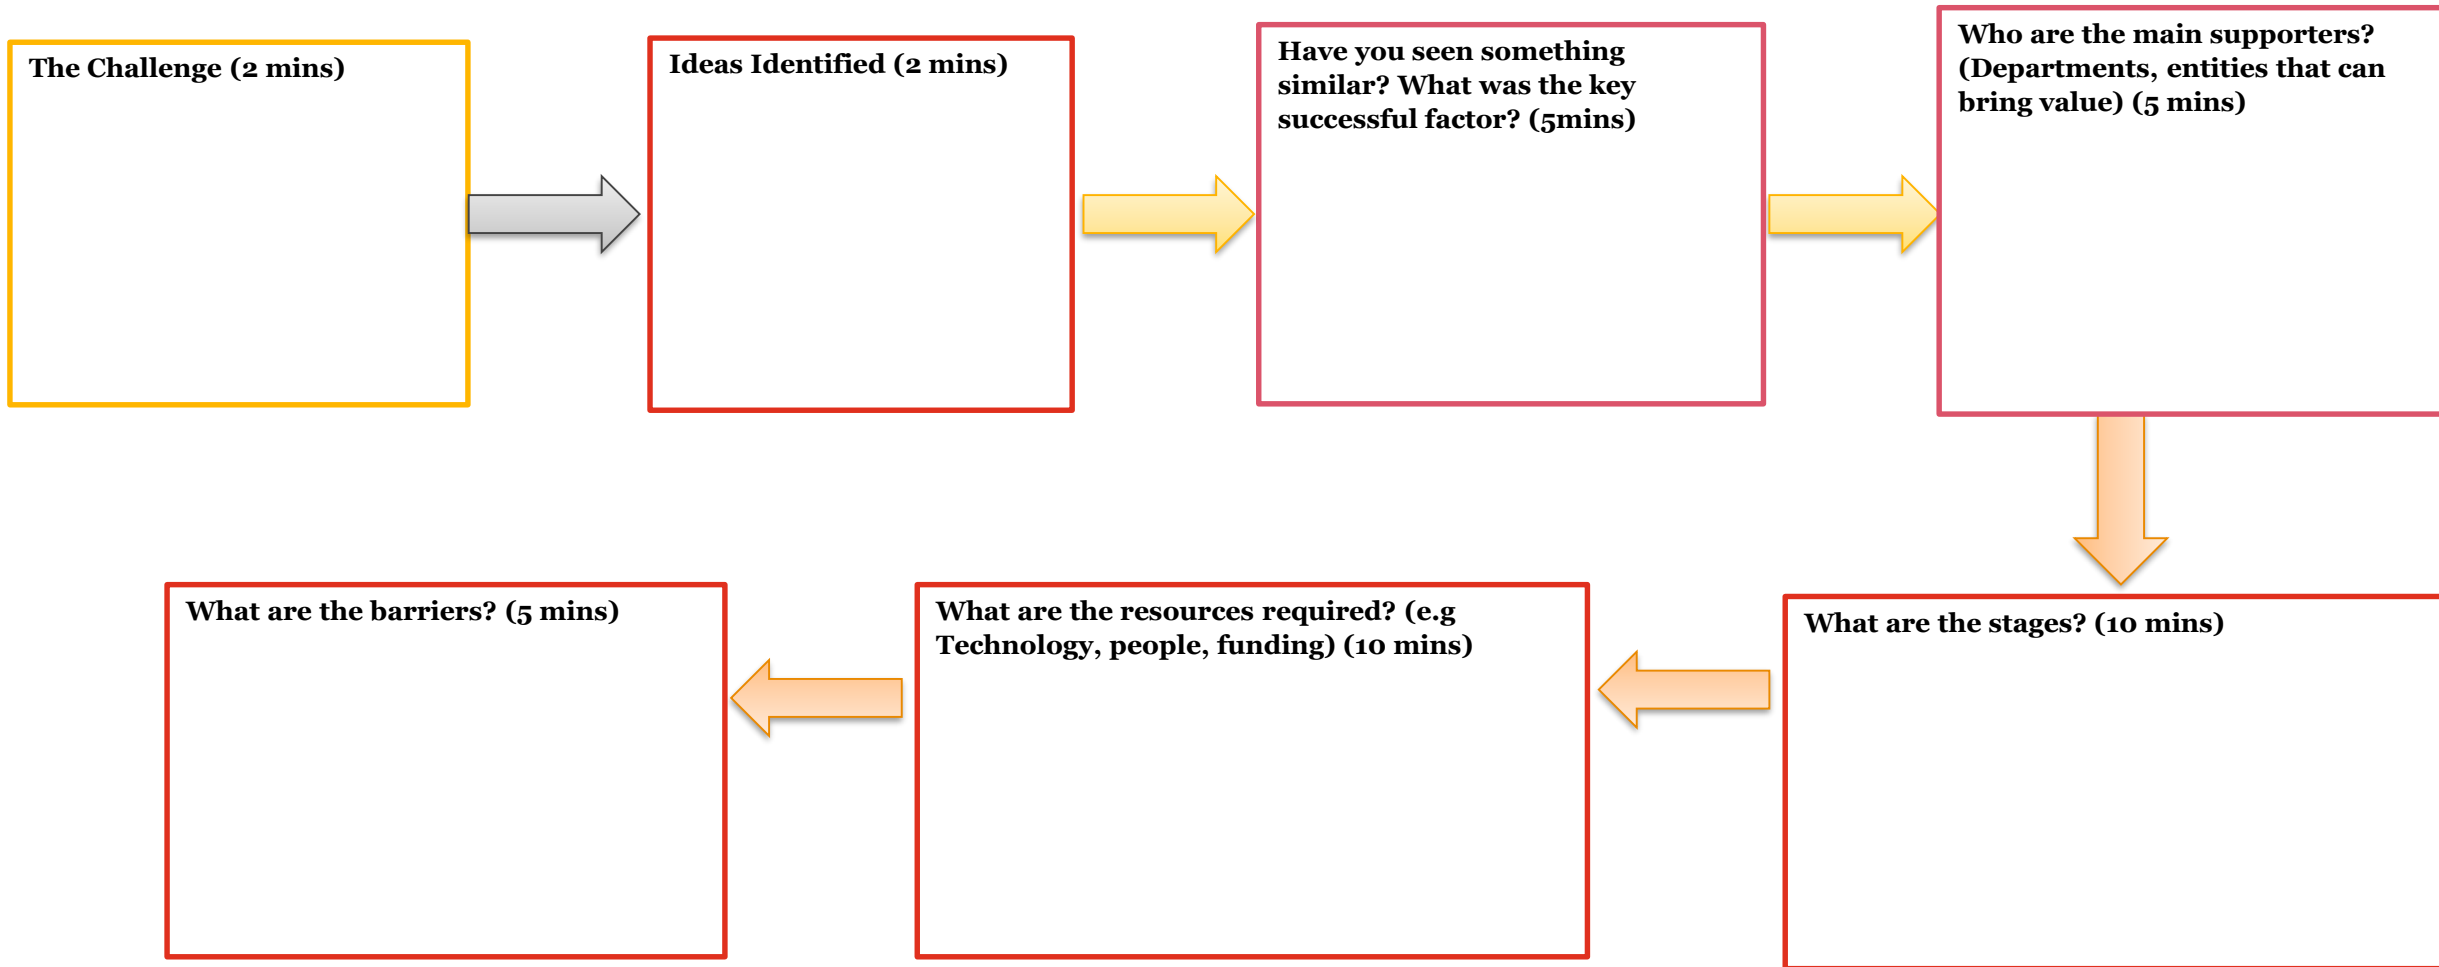 The Challenge (2 mins)
Ideas Identified (2 mins)
Have you seen something
similar? What was the key
successful factor? (5mins)
Who are the main supporters?
(Departments, entities that can
bring value) (5 mins)
What are the stages? (10 mins)
What are the resources required? (e.g
Technology, people, funding) (10 mins)
What are the barriers? (5 mins)